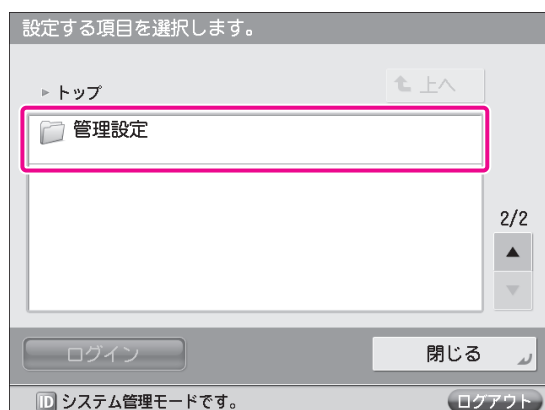 設定する項目を選択します。
トップ
上へ
管理設定
2/2
ログイン
閉じる
ID システム管理モードです。
ログアウト